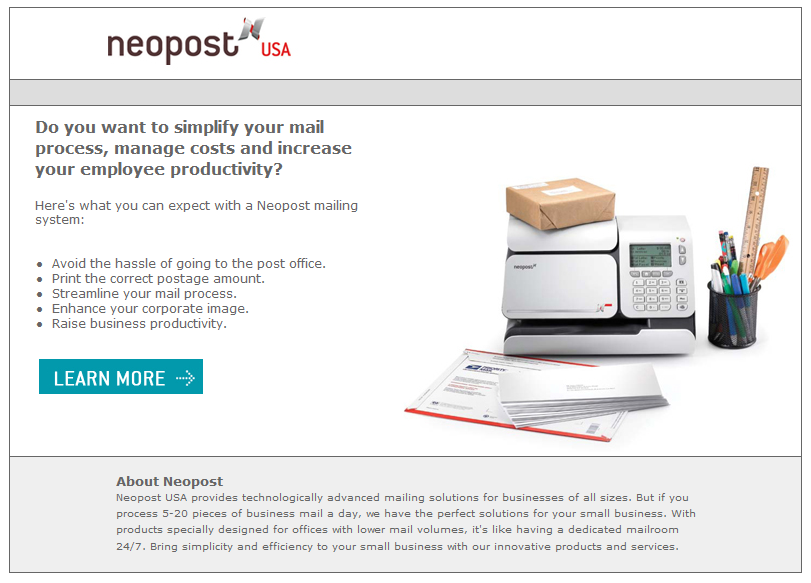 neopost USA
Do you want to simplify your mail
process, manage costs and increase
your employee productivity?
Here's what you can expect with a Neopost mailing
system:
Avoid the hassle of going to the post office.
Print the correct postage amount.
Streamline your mail process.
Enhance your corporate image.
Raise business productivity.
neopost
PRIORITY
LEARN MORE
About Neopost
Neopost USA provides technologically advanced mailing solutions for businesses of all sizes. But if you
process 5-20 pieces of business mail a day, we have the perfect solutions for your small business. With
products specially designed for offices with lower mail volumes, it's like having a dedicated mailroom
24/7. Bring simplicity and efficiency to your small business with our innovative products and services.